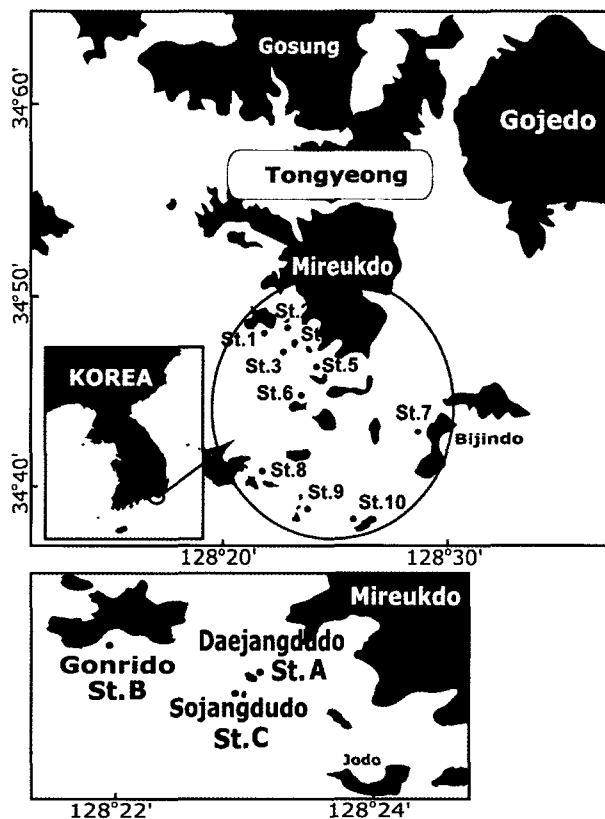 Gosung
34°60'
Gojedo
Tongyeong
Mireukdo
34°50'
St.2
St.1
St
St.3
St.5
KOREA
St.6
St.7
Bijindo
St.8
34°40'
St.9
St.10
128°20'
128°30'
Mireukdo
Daejangdudo
Gonrido
St.A
St.B
Sojangdudo
St.C
Jodo
128°22'
128°24'